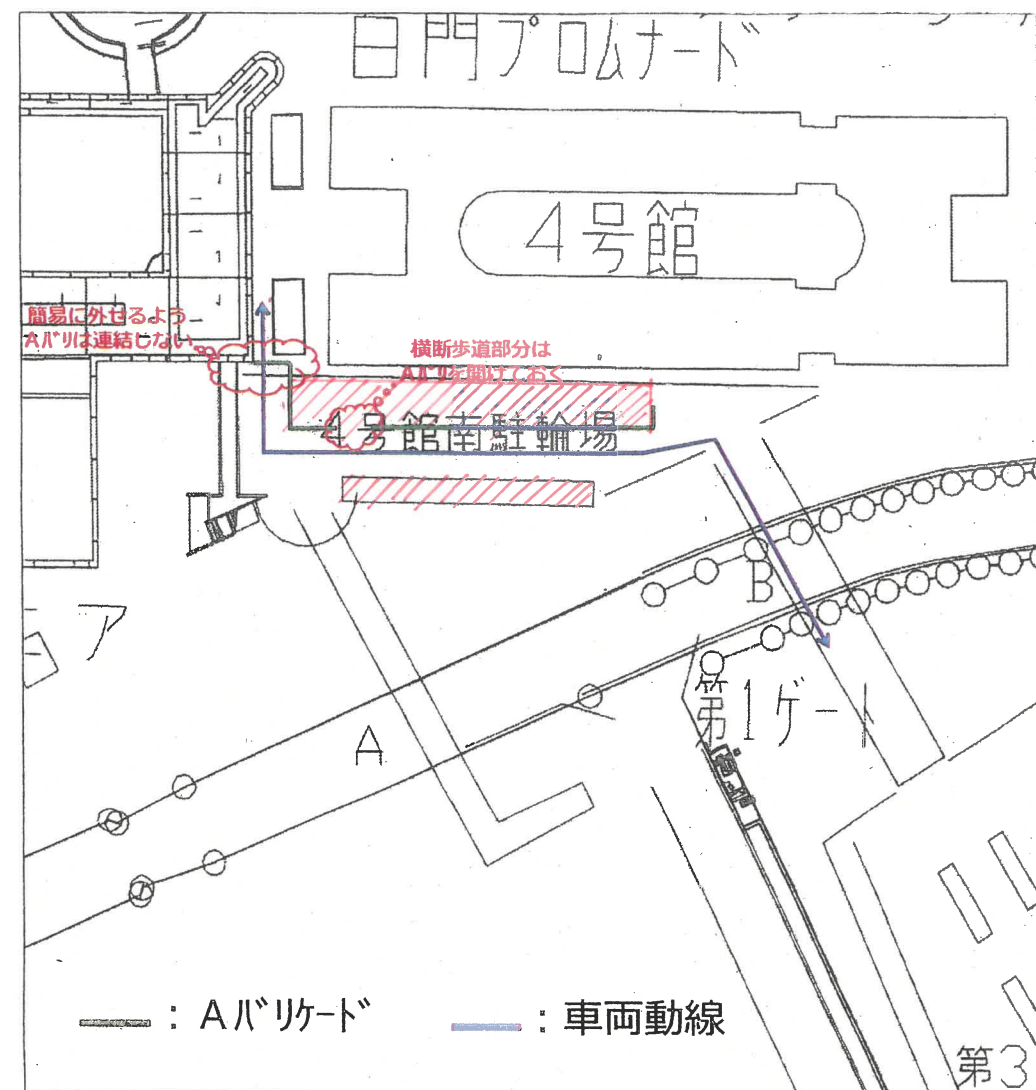 白門プロムナード
4号館
簡易に外せるよう
Aバリは連結しない
横断歩道部分は
Aバリを開けておく
4号館南駐輪場
B
ア
第1ゲート
A
: Aバリケード
: 車両動線
第3